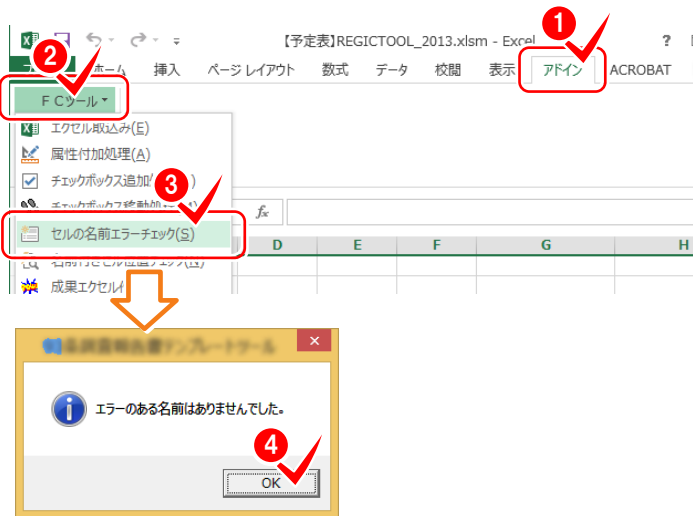 1
【予定表】REGICTOOL_2013.xlsm - Excel
?
2
ホーム 挿入 ページ レイアウト 数式 データ 校閲 表示 アドイン ACROBAT
FCツール
エクセル取込み(E)
属性付加処理(A)
チェックボックス追加
3
セルの名前エラーチェック(S)
fx
D E F G H
成果エクセル
エラーのある名前はありませんでした。
4
OK